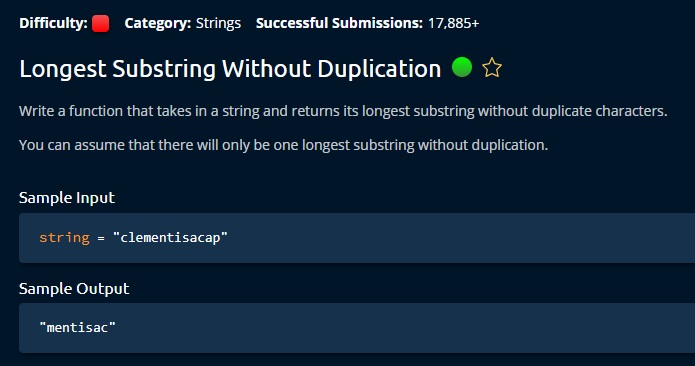 Difficulty: Category: Strings Successful Submissions: 17,885+
Longest Substring Without Duplication
Write a function that takes in a string and returns its longest substring without duplicate characters.
You can assume that there will only be one longest substring without duplication.
Sample Input
string = "clementisacap"
Sample Output
"mentisac"